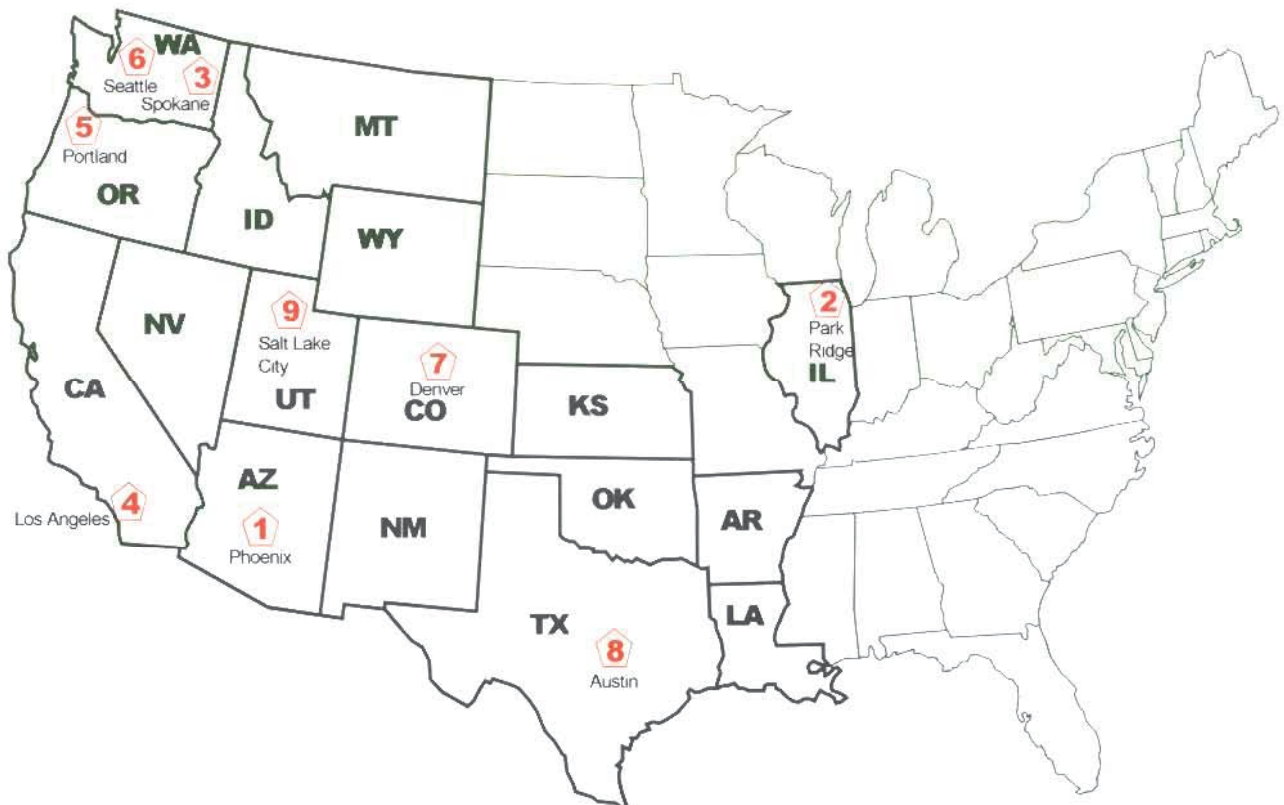 WA
6
Seattle
3
Spokane
5
Portland
OR
MT
ID
WY
NV
9
Salt Lake
City
UT
7
Denver
CO
2
Park
Ridge
IL
CA
KS
4
Los Angeles
AZ
1
Phoenix
NM
OK
AR
TX
8
Austin
LA